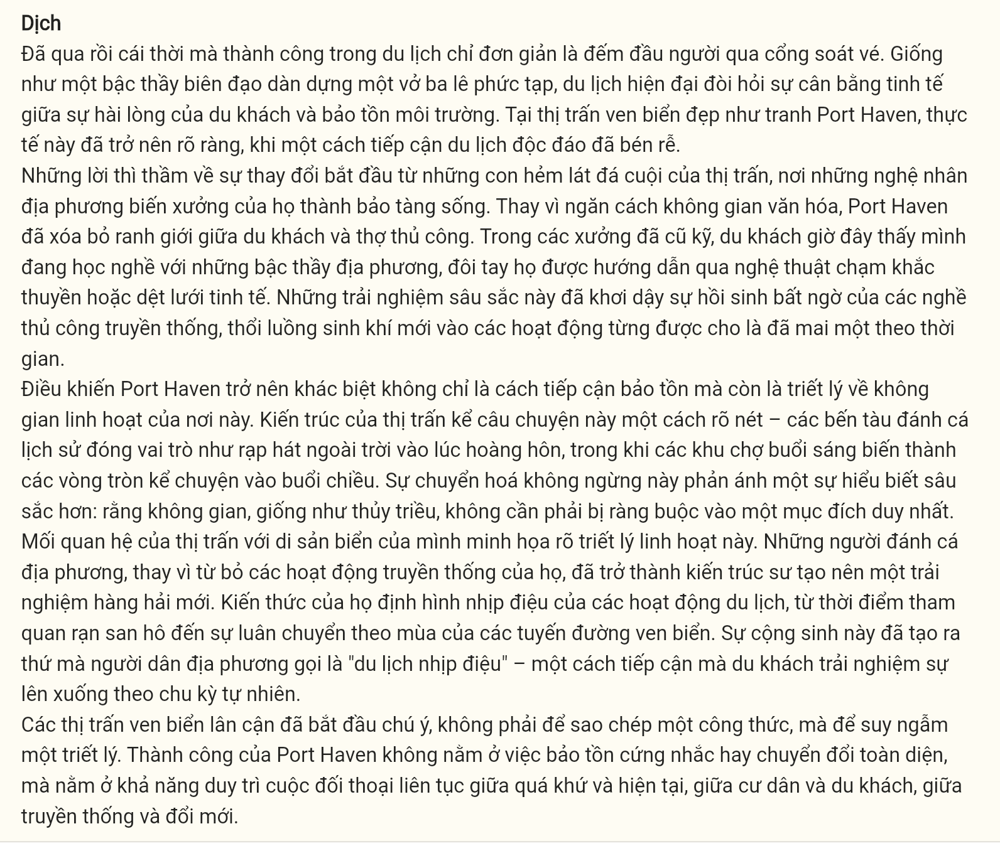 Dịch
Đã qua rồi cái thời mà thành công trong du lịch chỉ đơn giản là đếm đầu người qua cổng soát vé. Giống
như một bậc thầy biên đạo dàn dựng một vở ba lê phức tạp, du lịch hiện đại đòi hỏi sự cân bằng tinh tế
giữa sự hài lòng của du khách và bảo tồn môi trường. Tại thị trấn ven biển đẹp như tranh Port Haven, thực
tế này đã trở nên rõ ràng, khi một cách tiếp cận du lịch độc đáo đã bén rễ.
Những lời thì thầm về sự thay đổi bắt đầu từ những con hẻm lát đá cuội của thị trấn, nơi những nghệ nhân
địa phương biến xưởng của họ thành bảo tàng sống. Thay vì ngăn cách không gian văn hóa, Port Haven
đã xóa bỏ ranh giới giữa du khách và thợ thủ công. Trong các xưởng đã cũ kỹ, du khách giờ đây thấy mình
đang học nghề với những bậc thầy địa phương, đôi tay họ được hướng dẫn qua nghệ thuật chạm khắc
thuyền hoặc dệt lưới tinh tế. Những trải nghiệm sâu sắc này đã khơi dậy sự hồi sinh bất ngờ của các nghề
thủ công truyền thống, thổi luồng sinh khí mới vào các hoạt động từng được cho là đã mai một theo thời
gian.
Điều khiến Port Haven trở nên khác biệt không chỉ là cách tiếp cận bảo tồn mà còn là triết lý về không
gian linh hoạt của nơi này. Kiến trúc của thị trấn kể câu chuyện này một cách rõ nét – các bến tàu đánh cá
lịch sử đóng vai trò như rạp hát ngoài trời vào lúc hoàng hôn, trong khi các khu chợ buổi sáng biến thành
các vòng tròn kể chuyện vào buổi chiều. Sự chuyển hoá không ngừng này phản ánh một sự hiểu biết sâu
sắc hơn: rằng không gian, giống như thủy triều, không cần phải bị ràng buộc vào một mục đích duy nhất.
Mối quan hệ của thị trấn với di sản biển của mình minh họa rõ triết lý linh hoạt này. Những người đánh cá
địa phương, thay vì từ bỏ các hoạt động truyền thống của họ, đã trở thành kiến trúc sư tạo nên một trải
nghiệm hàng hải mới. Kiến thức của họ định hình nhịp điệu của các hoạt động du lịch, từ thời điểm tham
quan rạn san hô đến sự luân chuyển theo mùa của các tuyến đường ven biển. Sự cộng sinh này đã tạo ra
thứ mà người dân địa phương gọi là "du lịch nhịp điệu" – một cách tiếp cận mà du khách trải nghiệm sự
lên xuống theo chu kỳ tự nhiên.
Các thị trấn ven biển lân cận đã bắt đầu chú ý, không phải để sao chép một công thức, mà để suy ngẫm
một triết lý. Thành công của Port Haven không nằm ở việc bảo tồn cứng nhắc hay chuyển đổi toàn diện,
mà nằm ở khả năng duy trì cuộc đối thoại liên tục giữa quá khứ và hiện tại, giữa cư dân và du khách, giữa
truyền thống và đổi mới.